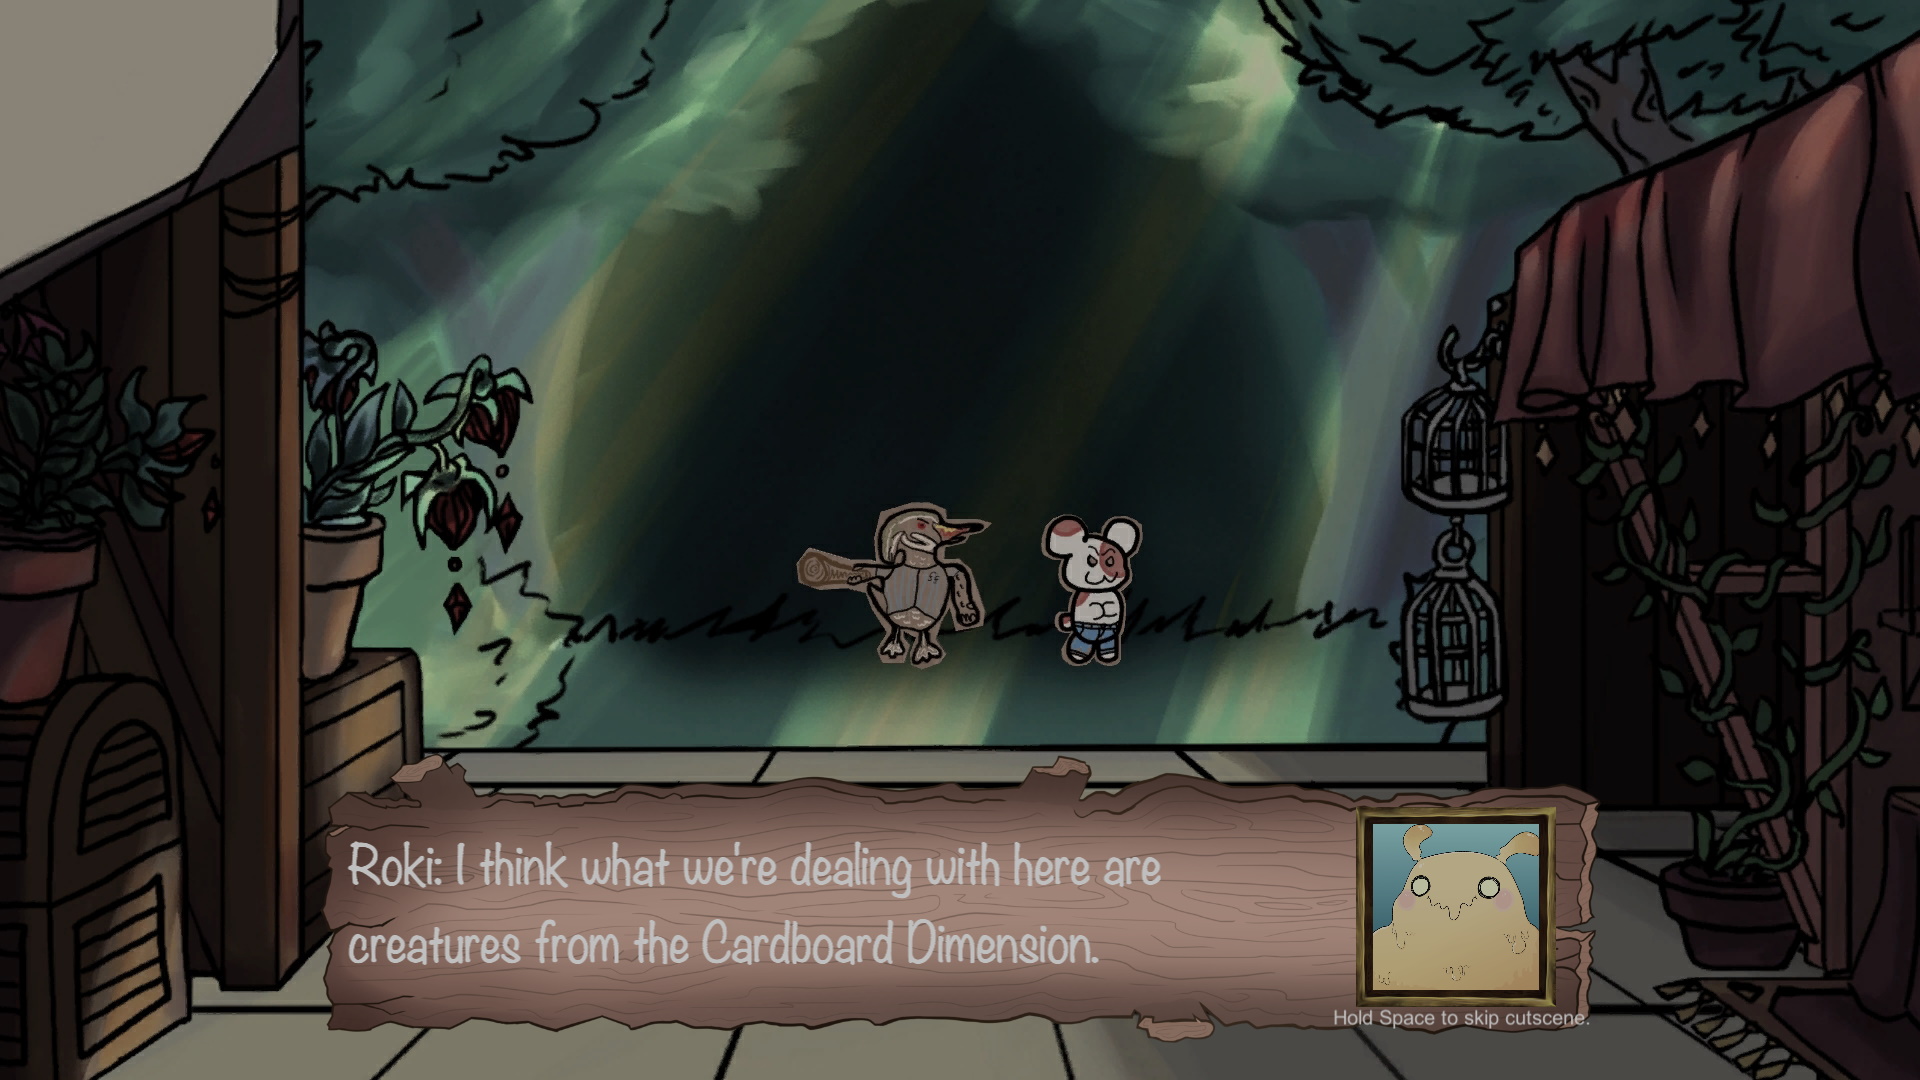 Roki: I think what we're dealing with here are
creatures from the Cardboard Dimension.
Hold Space to skip cutscene.